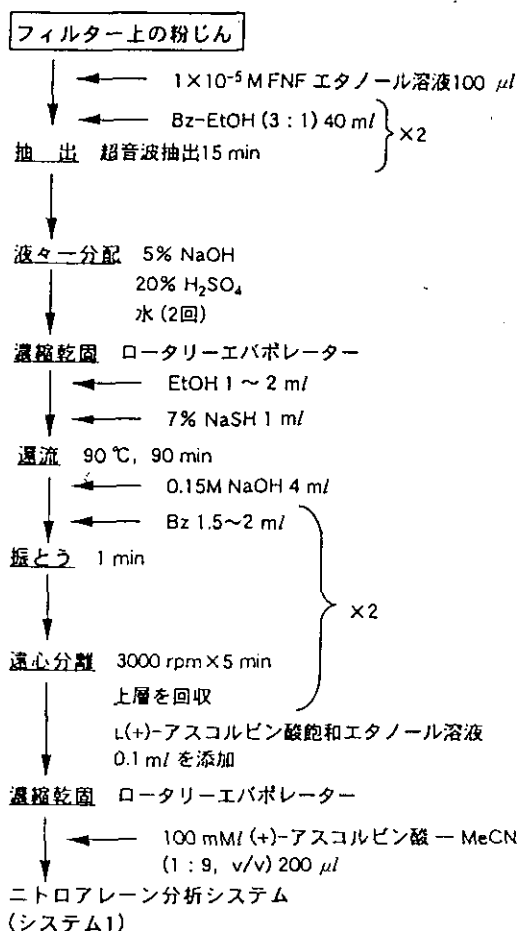 フィルター上の粉じん
1×10⁻⁵ M FNF エタノール溶液100 μl
Bz-EtOH (3 : 1) 40 ml
×2
抽 出 超音波抽出15 min
液々一分配 5% NaOH
20% H₂SO₄
水 (2回)
濃縮乾固 ロータリーエバポレーター
EtOH 1 ~ 2 ml
7% NaSH 1 ml
還流 90 ℃, 90 min
0.15M NaOH 4 ml
Bz 1.5~2 ml
振とう 1 min
×2
遠心分離 3000 rpm×5 min
上層を回収
L(+)-アスコルビン酸飽和エタノール溶液
0.1 ml を添加
濃縮乾固 ロータリーエバポレーター
100 mMl (+)-アスコルビン酸 — MeCN
(1 : 9, v/v) 200 μl
ニトロアレーン分析システム
(システム1)